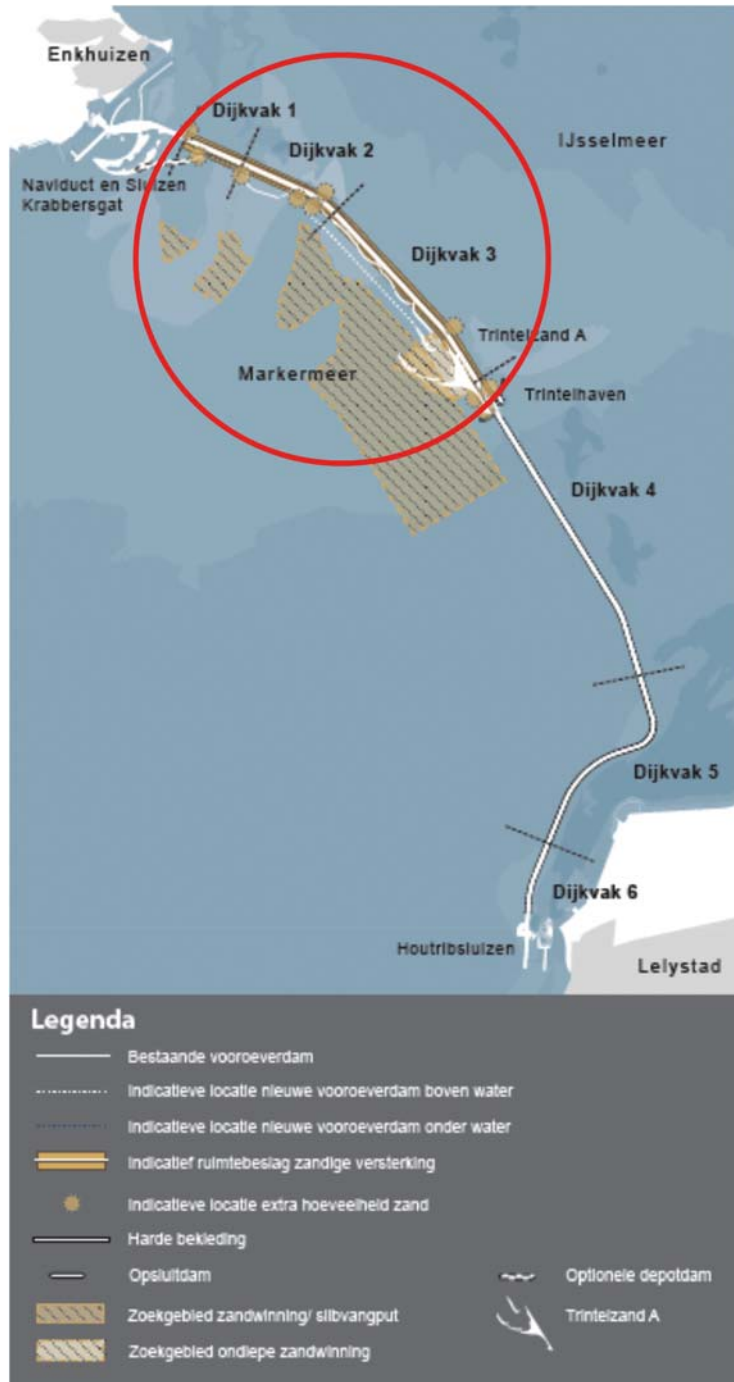 Enkhuizen
Dijkvak 1
Dijkvak 2
IJsselmeer
Naviduct en Sluizen
Krabbersgat
Dijkvak 3
Trintelzand A
Markermeer
Trintelhaven
Dijkvak 4
Dijkvak 5
Dijkvak 6
Houtribsluizen
Lelystad
Legenda
Bestaande vooroeverdam
Indicatieve locatie nieuwe vooroeverdam boven water
Indicatieve locatie nieuwe vooroeverdam onder water
Indicatief ruimtebeslag zandige versterking
Indicatieve locatie extra hoeveelheid zand
Harde bekleding
Opsluitdam
Optionele depotdam
Zoekgebied zandwinning/ slibvangput
Trintelzand A
Zoekgebied ondiepe zandwinning